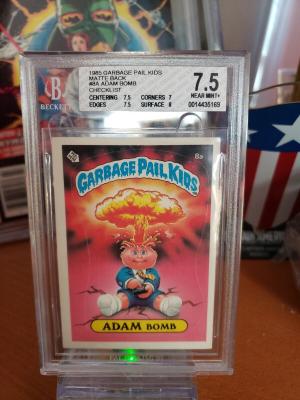 1985 GARBAGE PAIL KIDS
MATTE BACK
#8A ADAM BOMB
CHECKLIST
CENTERING 7.5 CORNERS 7
EDGES 7.5 SURFACE 8
7.5
NEAR MINT+
0014435169
B
BECKETT
8a
GARBAGE PAIL KIDS
ADAM BOMB